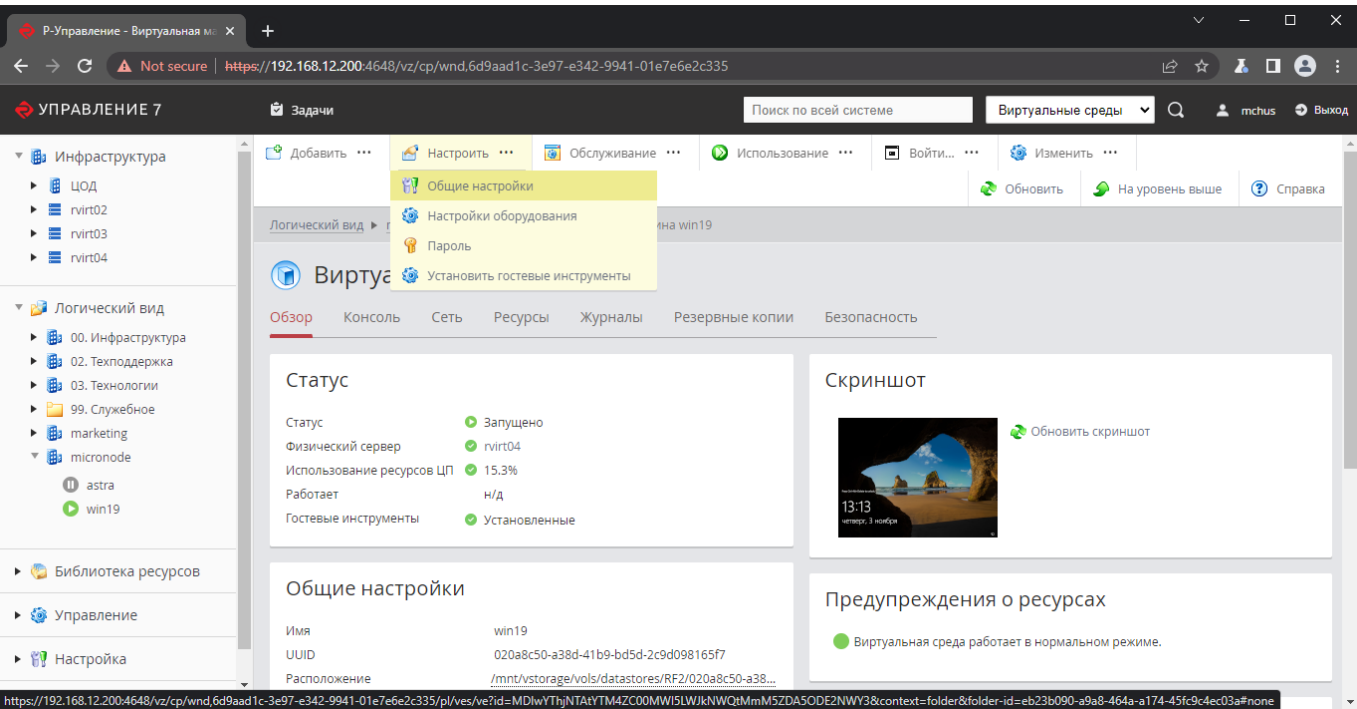 Р-Управление - Виртуальная ма
Not secure https://192.168.12.200:4648/vz/cp/wnd,6d9aad1c-3e97-e342-9941-01e7e6e2c335
УПРАВЛЕНИЕ 7 Задачи Поиск по всей системе Виртуальные среды mchus Выход
Инфраструктура
ЦОД
rvirt02
rvirt03
rvirt04
Логический вид
00. Инфраструктура
02. Техподдержка
03. Технологии
99. Служебное
marketing
micronode
astra
win19
Библиотека ресурсов
Управление
Настройка
Добавить ••• Настроить ••• Обслуживание ••• Использование ••• Войти... ••• Изменить •••
Общие настройки
Настройки оборудования
Пароль
Установить гостевые инструменты
Обновить На уровень выше Справка
Логический вид ина win19
Виртуа
Обзор Консоль Сеть Ресурсы Журналы Резервные копии Безопасность
Статус
Статус Запущено
Физический сервер rvirt04
Использование ресурсов ЦП 15.3%
Работает н/д
Гостевые инструменты Установленные
Скриншот
13:13
четверг, 3 ноября
Обновить скриншот
Общие настройки
Имя win19
UUID 020a8c50-a38d-41b9-bd5d-2c9d098165f7
Расположение /mnt/vstorage/vols/datastores/RF2/020a8c50-a38...
Предупреждения о ресурсах
Виртуальная среда работает в нормальном режиме.
https://192.168.12.200:4648/vz/cp/wnd,6d9aad1c-3e97-e342-9941-01e7e6e2c335/pl/ves/ve?id=MDIwYThjNTAtYTM4ZC00MWI5LWJkNWQtMmM5ZDA5ODE2NWY3&context=folder&folder-id=eb23b090-a9a8-464a-a174-45fc9c4ec03a#none